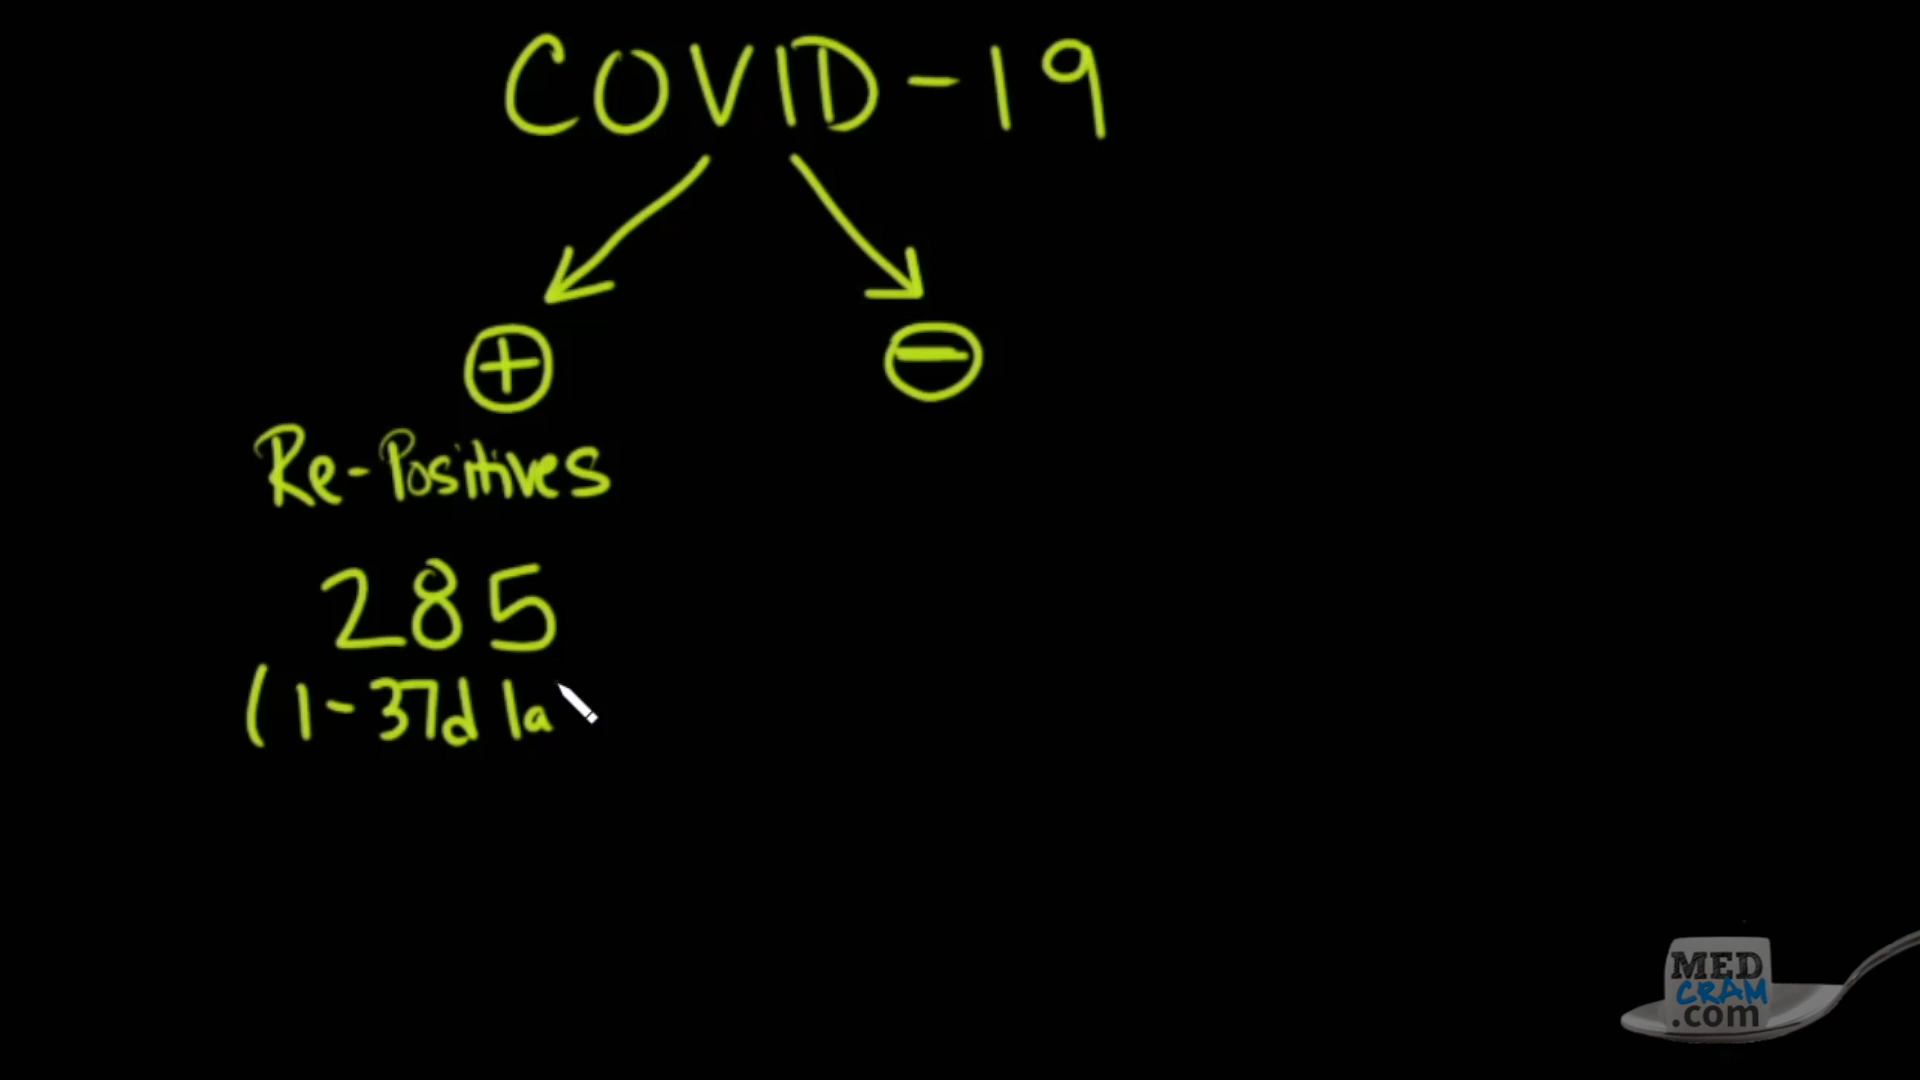 COVID-19
+
-
Re-Positives
285
(1-37d la
MED
CRAM
.com